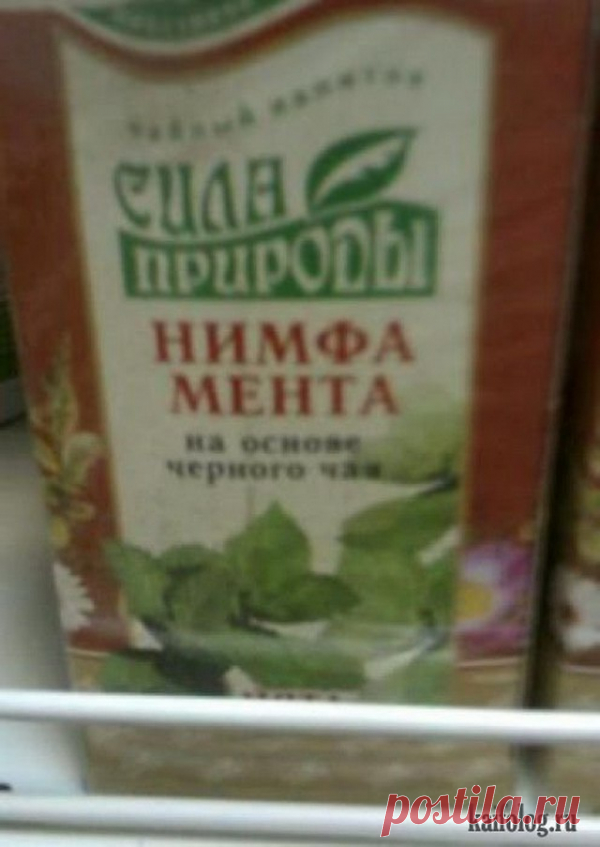 чайный напиток
СИЛА
ПРИРОДЫ
НИМФА
МЕНТА
на основе
черного чая
postila.ru
kaifolog.ru